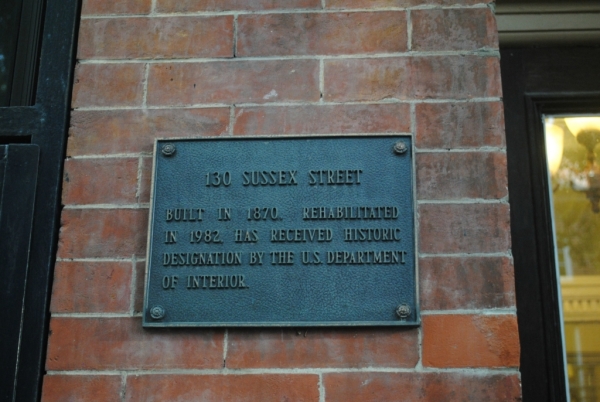 130 SUSSEX STREET
BUILT IN 1870. REHABILITATED
IN 1982, HAS RECEIVED HISTORIC
DESIGNATION BY THE U.S. DEPARTMENT
OF INTERIOR.